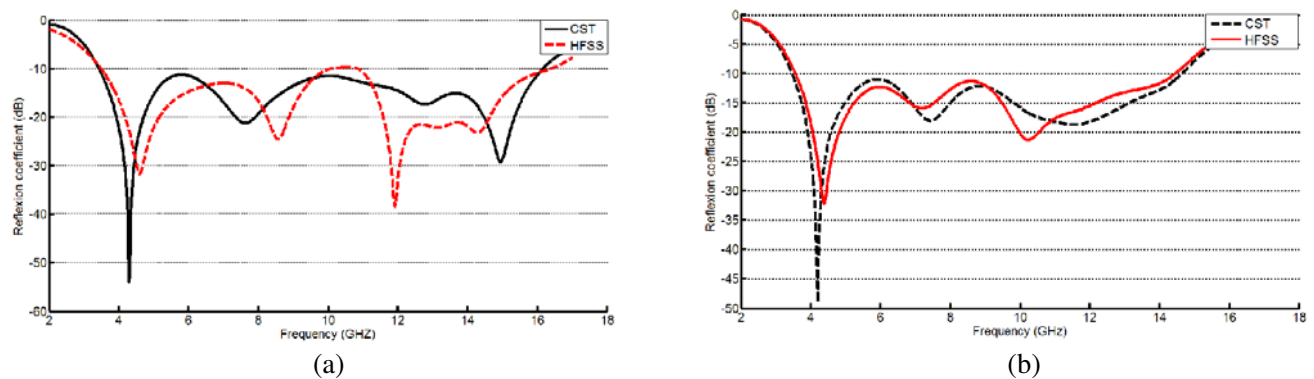 0
-10
-20
-30
-40
-50
-60
Reflexion coefficient (dB)
2 4 6 8 10 12 14 16 18
Frequency (GHZ)
CST
HFSS
(a)
0
-5
-10
-15
-20
-25
-30
-35
-40
-45
-50
Reflexion coefficient (dB)
2 4 6 8 10 12 14 16 18
Frequency (GHZ)
CST
HFSS
(b)